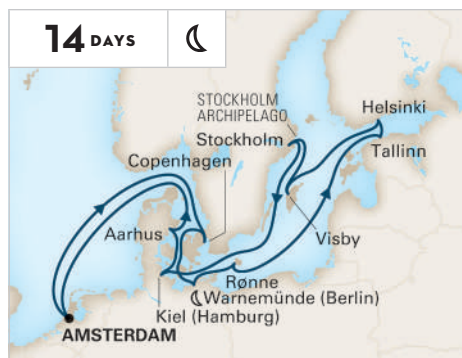 14 DAYS
STOCKHOLM
ARCHIPELAGO
Helsinki
Stockholm
Tallinn
Copenhagen
Aarhus
Visby
Rønne
Warnemünde (Berlin)
Kiel (Hamburg)
AMSTERDAM